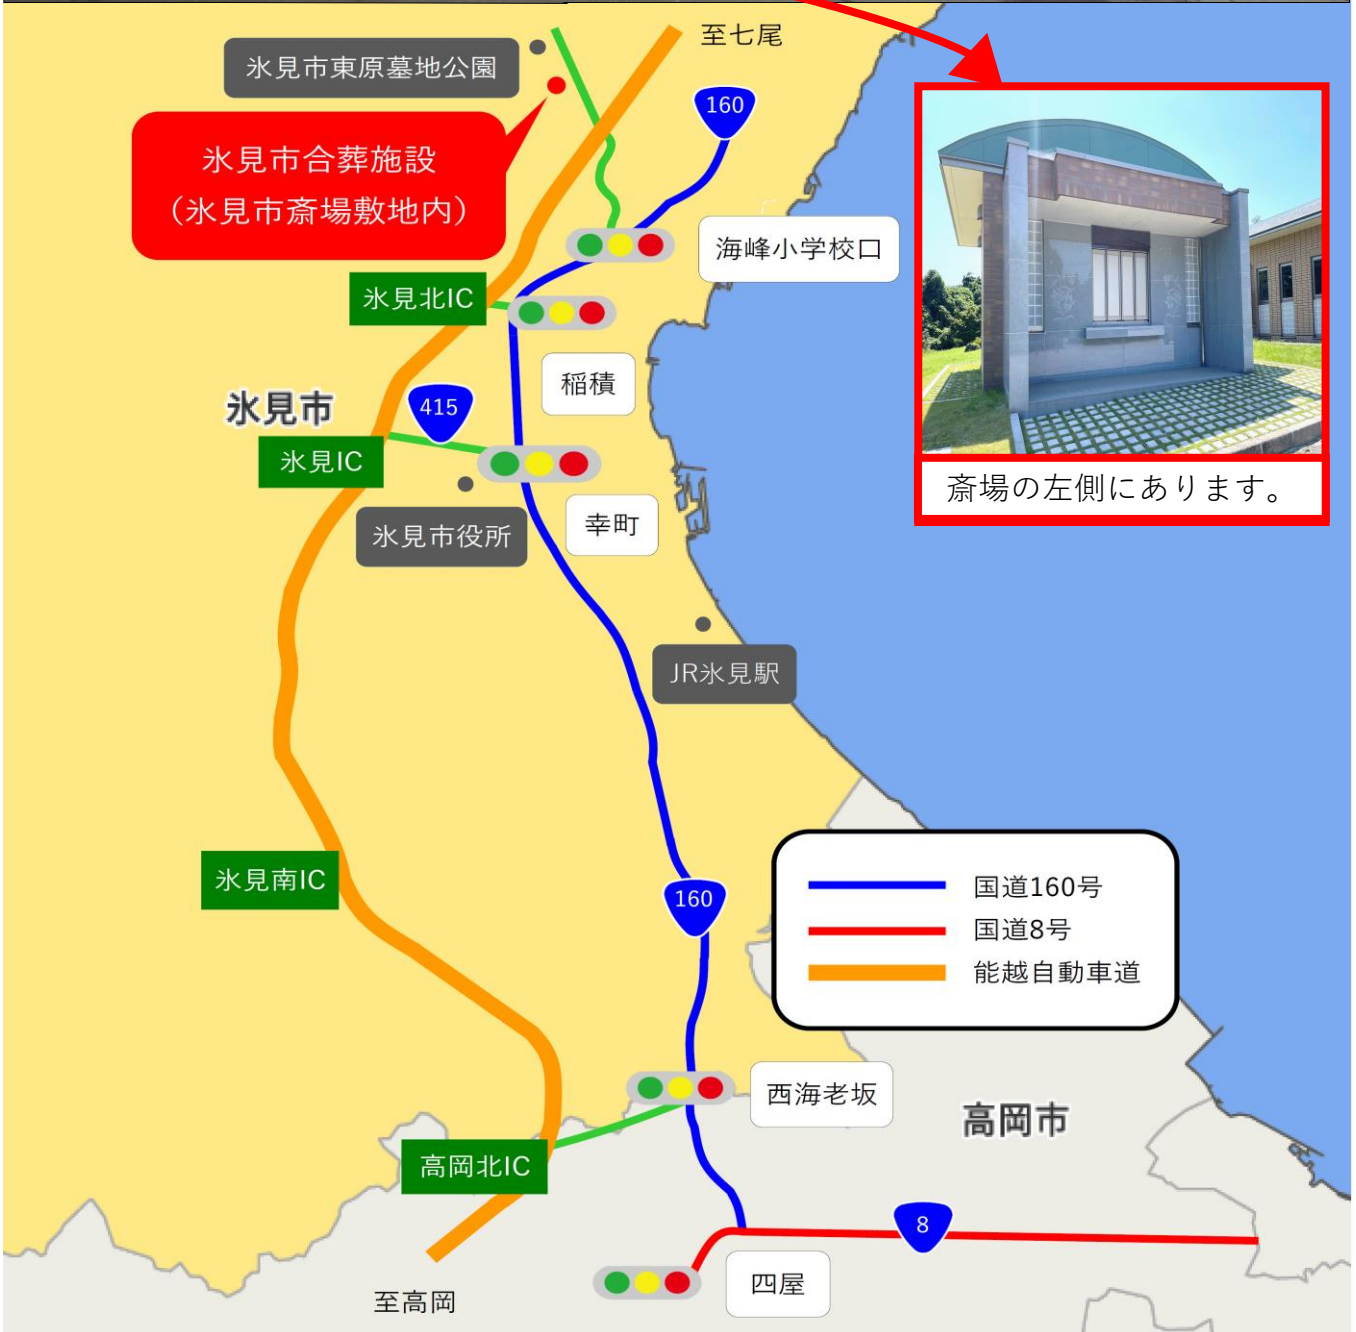 至七尾
氷見市東原墓地公園
160
氷見市合葬施設
（氷見市斎場敷地内）
海峰小学校口
氷見北IC
稲積
氷見市
415
氷見IC
斎場の左側にあります。
幸町
氷見市役所
JR氷見駅
氷見南IC
160
国道160号
国道8号
能越自動車道
西海老坂
高岡市
高岡北IC
8
四屋
至高岡